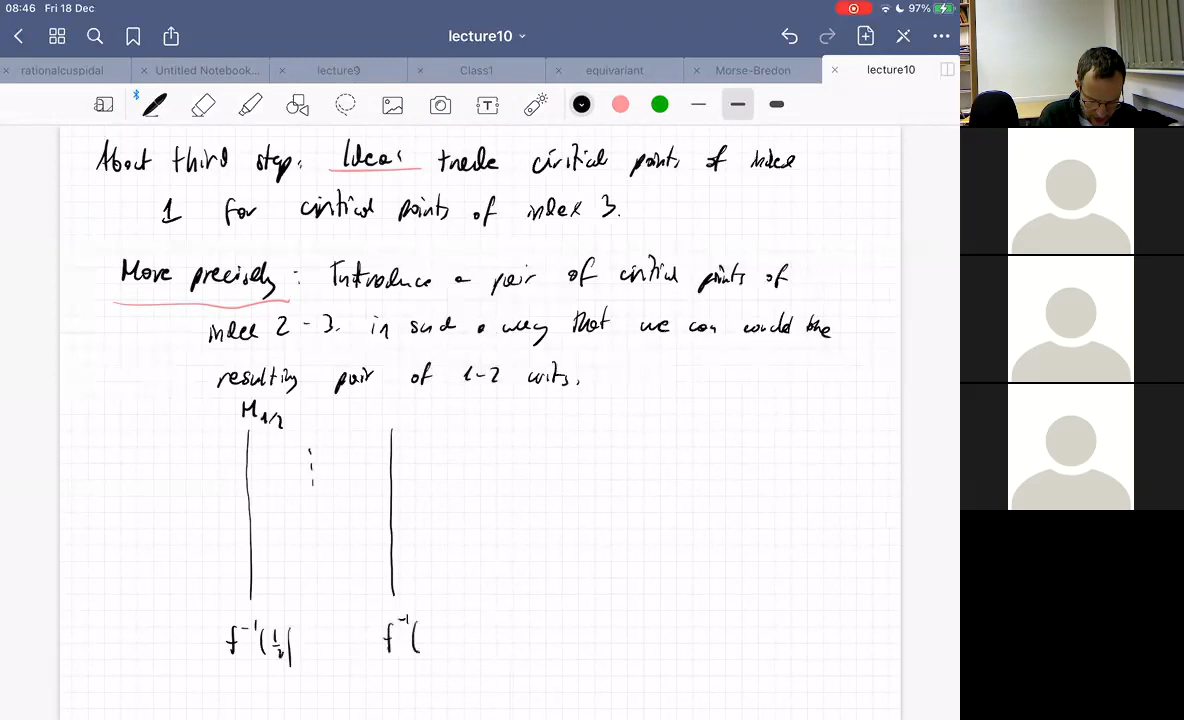 08:46 Fri 18 Dec
97%
lecture10
rationalcuspidal
Untitled Notebook...
lecture9
Class1
equivariant
Morse-Bredon
lecture10
About third step: Idea: trade critical points of index
1 for critical points of index 3.
More precisely: Introduce a pair of critical points of
index 2-3. in such a way that we can could the
resulting pair of 1-2 crits.
M1/2
f⁻¹(1/2)
f⁻¹(